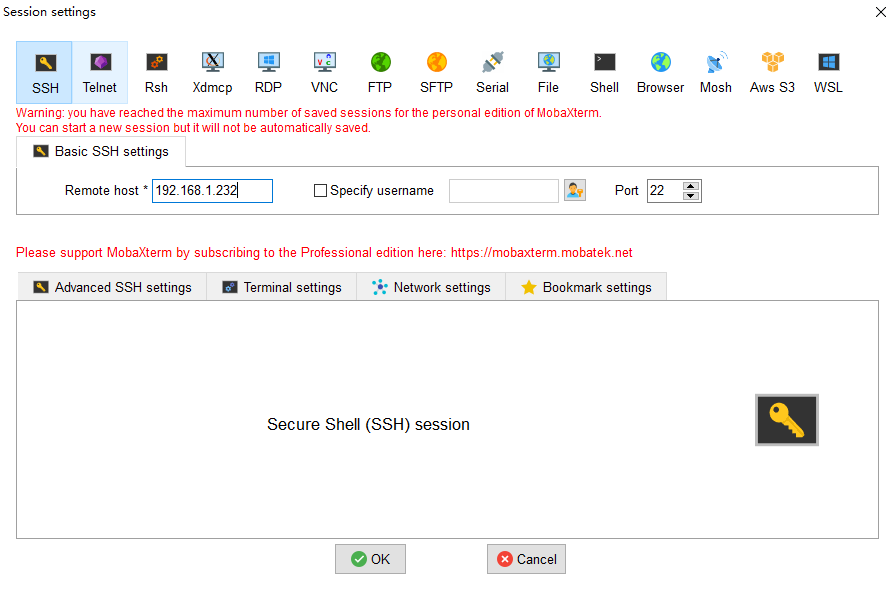 Session settings
SSH Telnet Rsh Xdmcp RDP VNC FTP SFTP Serial File Shell Browser Mosh Aws S3 WSL
Warning: you have reached the maximum number of saved sessions for the personal edition of MobaXterm.
You can start a new session but it will not be automatically saved.
Basic SSH settings
Remote host * 192.168.1.232 Specify username Port 22
Please support MobaXterm by subscribing to the Professional edition here: https://mobaxterm.mobatek.net
Advanced SSH settings Terminal settings Network settings Bookmark settings
Secure Shell (SSH) session
OK Cancel